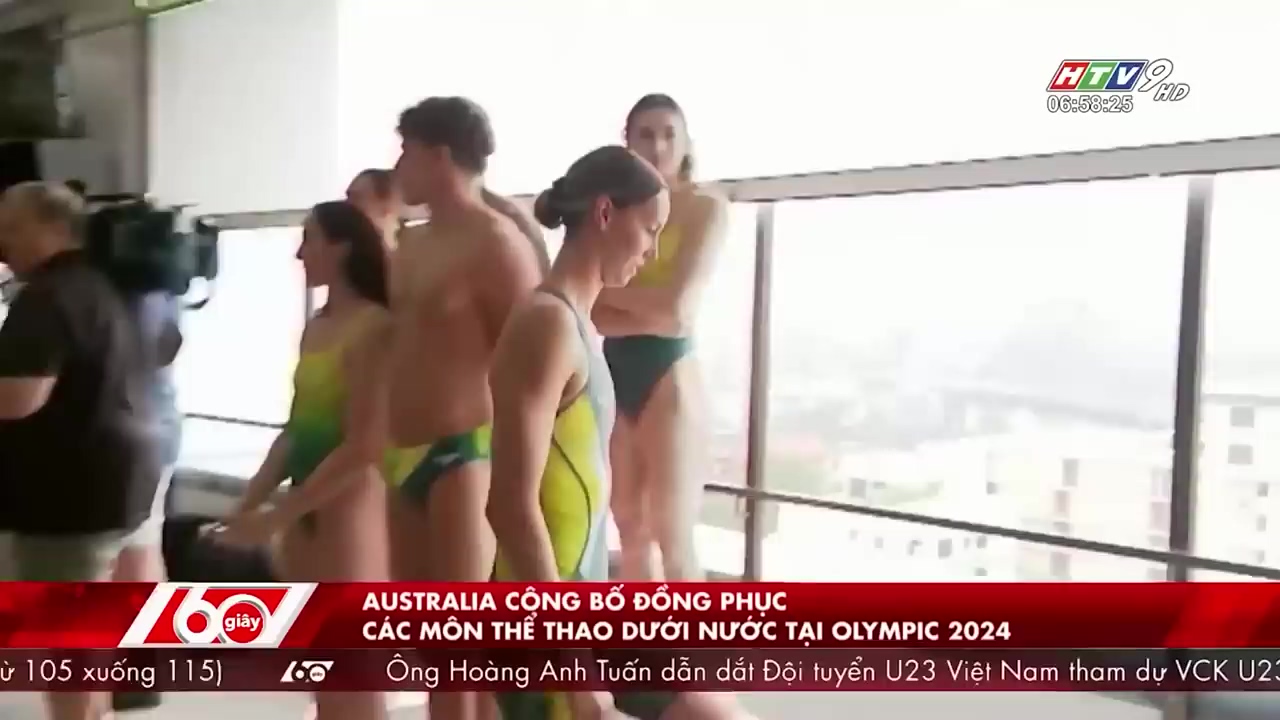 HTV9 HD
06:58:25
60 giây
AUSTRALIA CÔNG BỐ ĐỒNG PHỤC
CÁC MÔN THỂ THAO DƯỚI NƯỚC TẠI OLYMPIC 2024
ừ 105 xuống 115) 60 giây Ông Hoàng Anh Tuấn dẫn dắt Đội tuyển U23 Việt Nam tham dự VCK U23